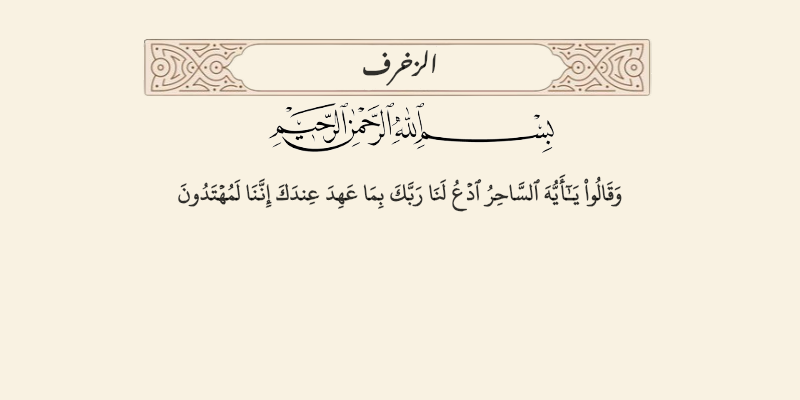 الزخرف
بِسْمِ اللَّهِ الرَّحْمَٰنِ الرَّحِيمِ
وَقَالُوا۟ يَـٰٓأَيُّهَ ٱلسَّاحِرُ ٱدْعُ لَنَا رَبَّكَ بِمَا عَهِدَ عِندَكَ إِنَّنَا لَمُهْتَدُونَ